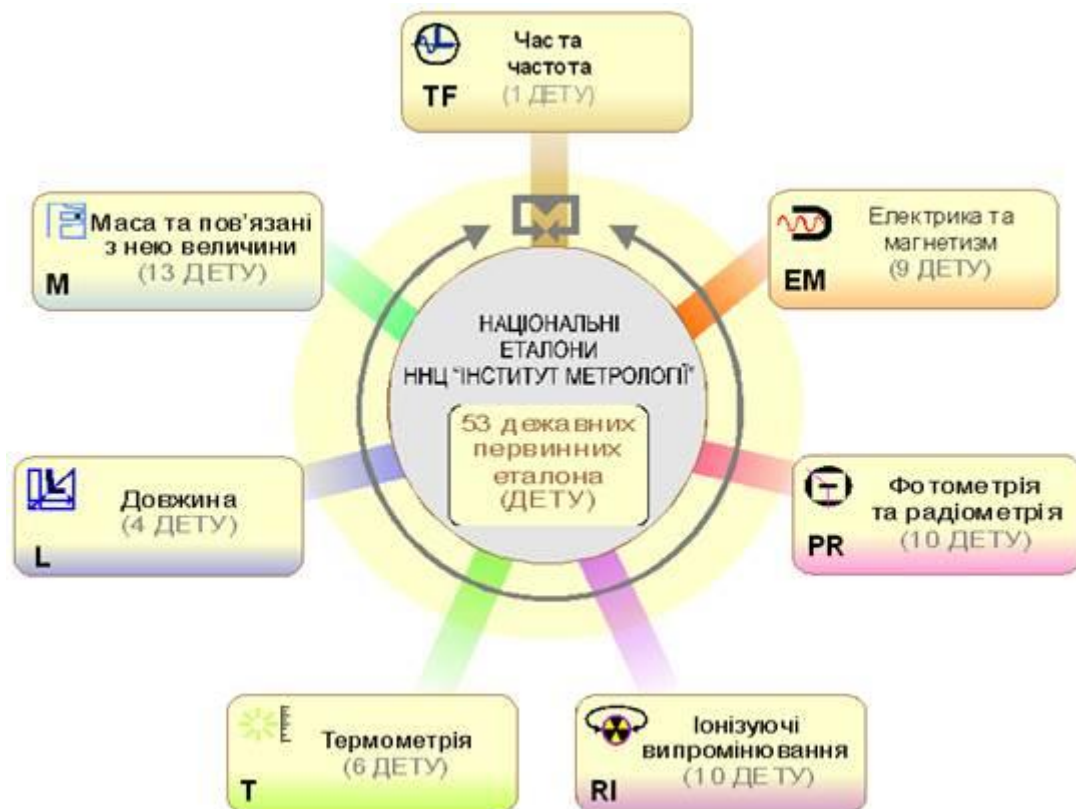 Час та
частота
(1 ДЕТУ)
TF
Маса та пов’язані
з нею величини
(13 ДЕТУ)
M
Електрика та
магнетизм
(9 ДЕТУ)
EM
НАЦІОНАЛЬНІ
ЕТАЛОНИ
ННЦ “ІНСТИТУТ МЕТРОЛОГІЇ”
53 дежавних
первинних
еталона
(ДЕТУ)
Довжина
(4 ДЕТУ)
L
Фотометрія
та радіометрія
(10 ДЕТУ)
PR
Термометрія
(6 ДЕТУ)
T
Іонізуючі
випромінювання
(10 ДЕТУ)
RI